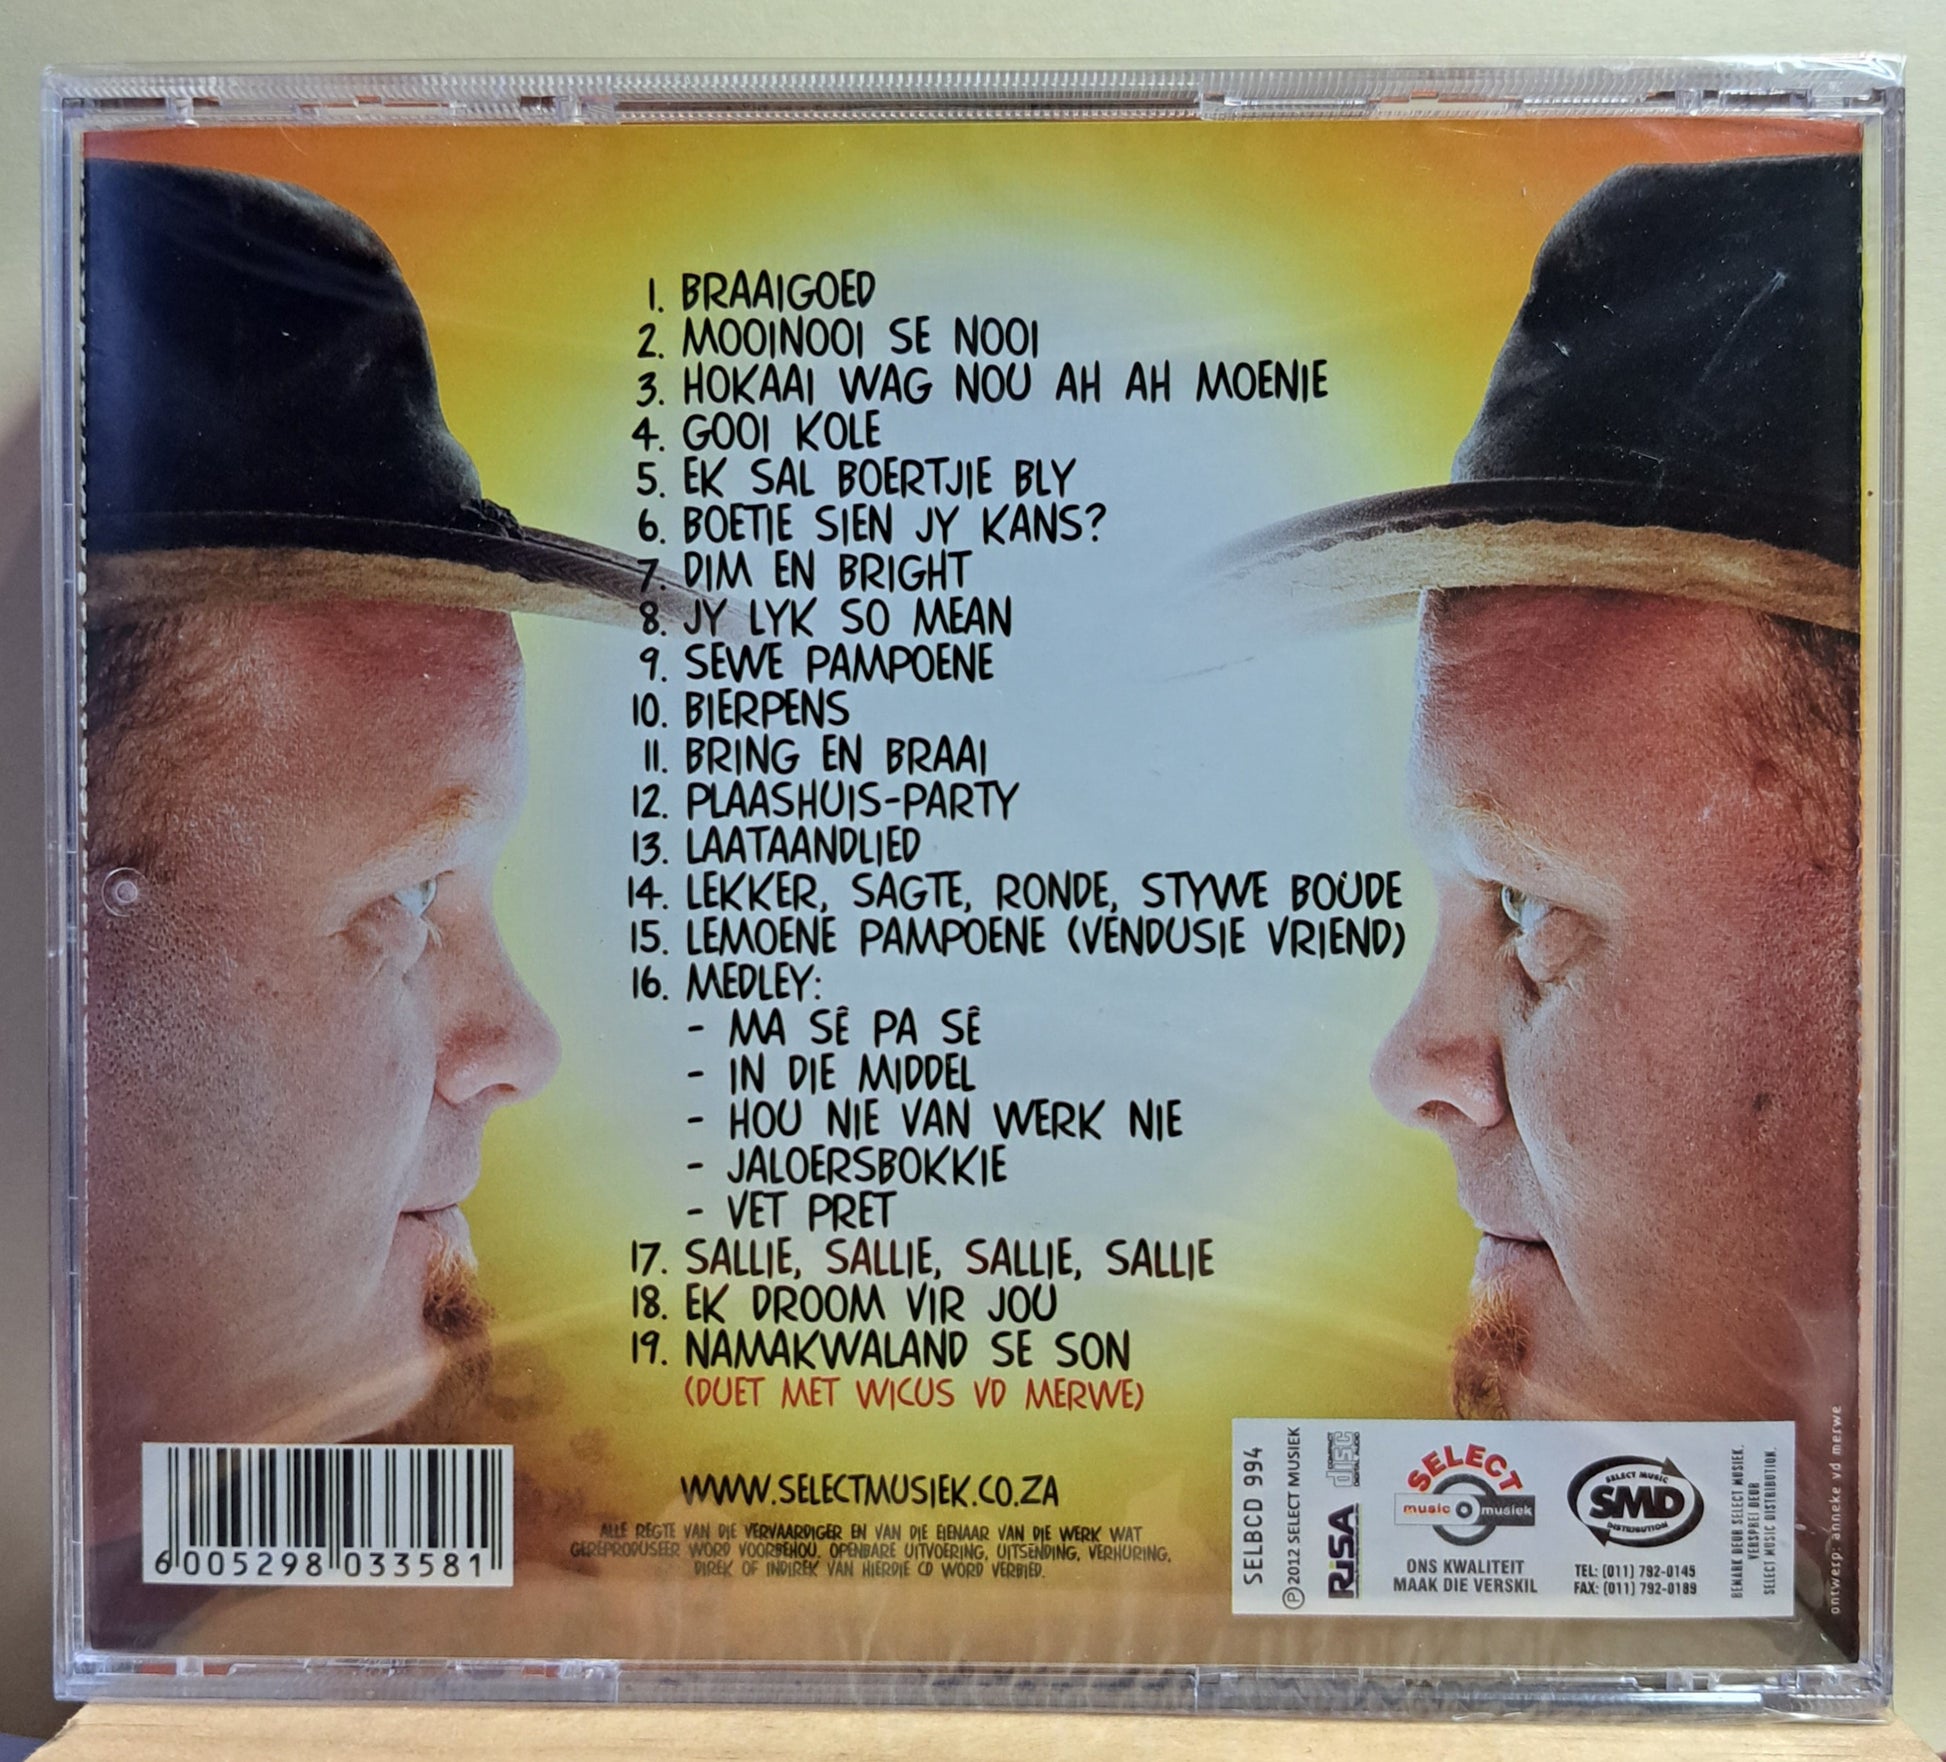 1. BRAAIGOED
2. MOOINOOI SE NOOI
3. HOKAAI WAG NOU AH AH MOENIE
4. GOOI KOLE
5. EK SAL BOERTJIE BLY
6. BOETIE SIEN JY KANS?
7. DIM EN BRIGHT
8. JY LYK SO MEAN
9. SEWE PAMPOENE
10. BIERPENS
11. BRING EN BRAAI
12. PLAASHUIS-PARTY
13. LAATAANDLIED
14. LEKKER, SAGTE, RONDE, STYWE BOÙDE
15. LEMOENE PAMPOENE (VENDUSIE VRIEND)
16. MEDLEY:
- MA SÊ PA SÊ
- IN DIE MIDDEL
- HOU NIE VAN WERK NIE
- JALOERSBOKKIE
- VET PRET
17. SALLIE, SALLIE, SALLIE, SALLIE
18. EK DROOM VIR JOU
19. NAMAKWALAND SE SON
(DUET MET WICUS VD MERWE)
WWW.SELECTMUSIEK.CO.ZA
ALLE REGTE VAN DIE VERVAARDIGER EN VAN DIE EIENAAR VAN DIE WERK WAT
GEREPRODUSEER WORD VOORBEHOU. OPENBARE UITVOERING, UITSENDING, VERHURING,
DIREK OF INDIREK VAN HIERDIE CD WORD VERBIED.
6 005298 033581
SELBCD 994
Ⓟ2012 SELECT MUSIEK
COMPACT
disc
DIGITAL AUDIO
RiSA
SELECT
music musiek
ONS KWALITEIT
MAAK DIE VERSKIL
SELECT MUSIC
SMD
DISTRIBUTION
TEL: (011) 792-0145
FAX: (011) 792-0189
BEMARK DEUR SELECT MUSIEK.
VERSPREI DEUR
SELECT MUSIC DISTRIBUTION.
ontwerp: anneke vd merwe